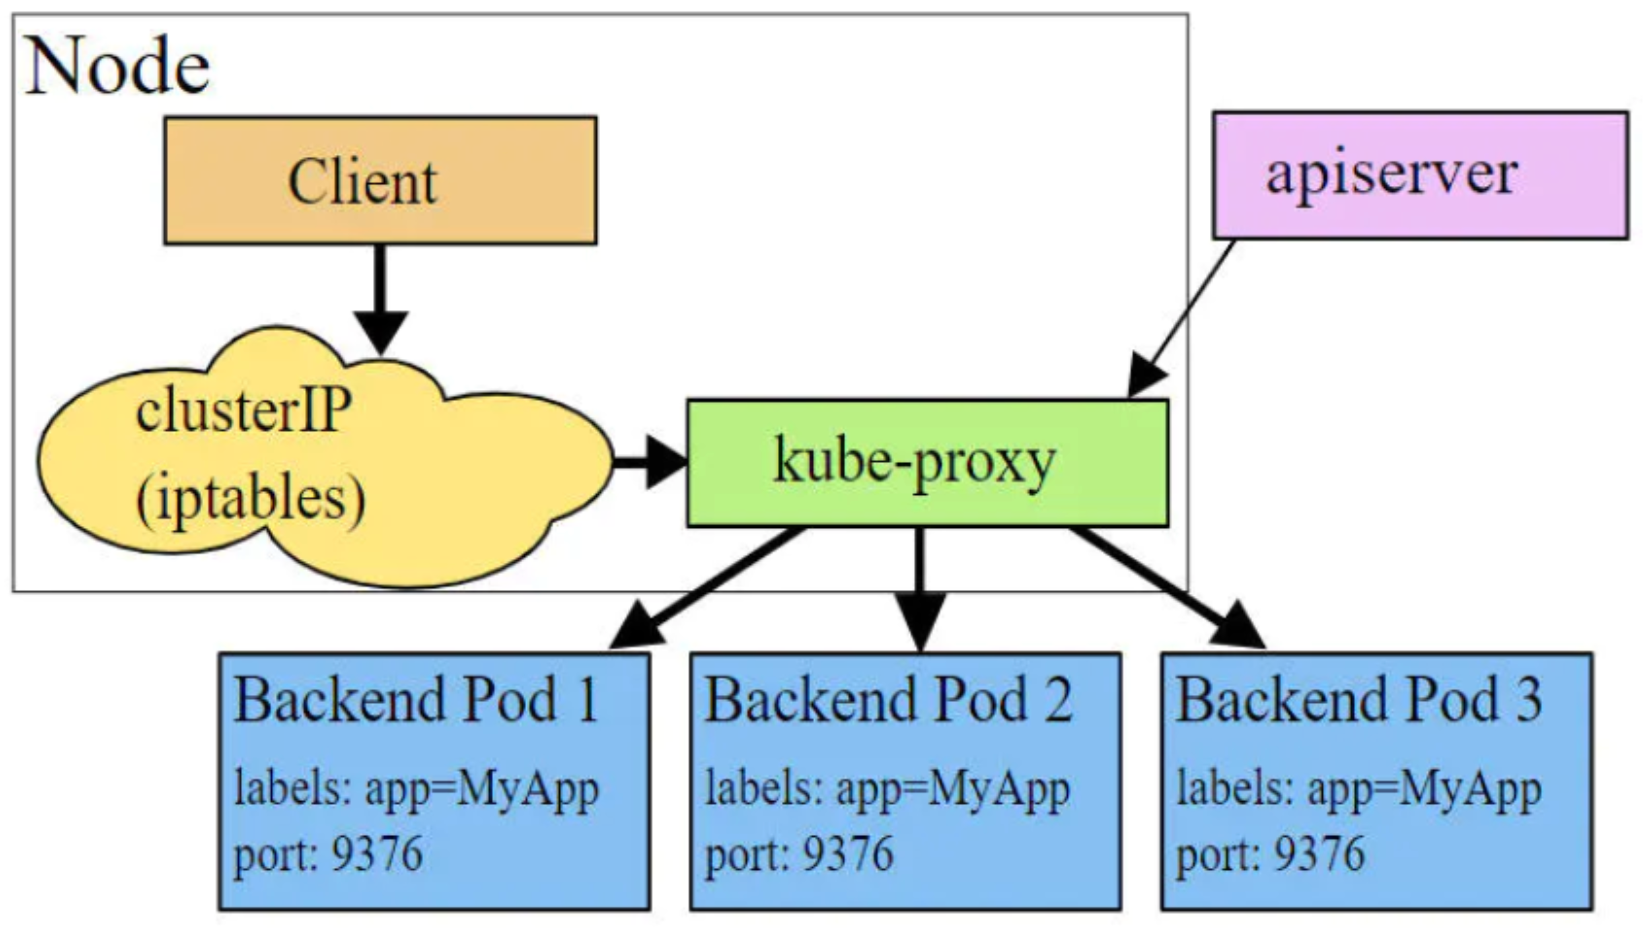 Node
Client
apiserver
clusterIP
(iptables)
kube-proxy
Backend Pod 1
labels: app=MyApp
port: 9376
Backend Pod 2
labels: app=MyApp
port: 9376
Backend Pod 3
labels: app=MyApp
port: 9376